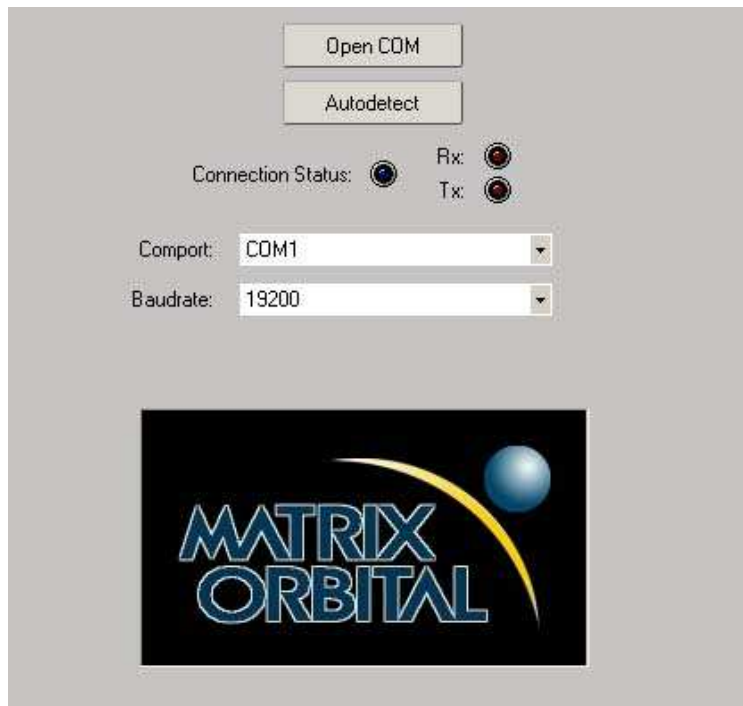 Open COM
Autodetect
Connection Status:
Rx:
Tx:
Comport: COM1
Baudrate: 19200
MATRIX
ORBITAL